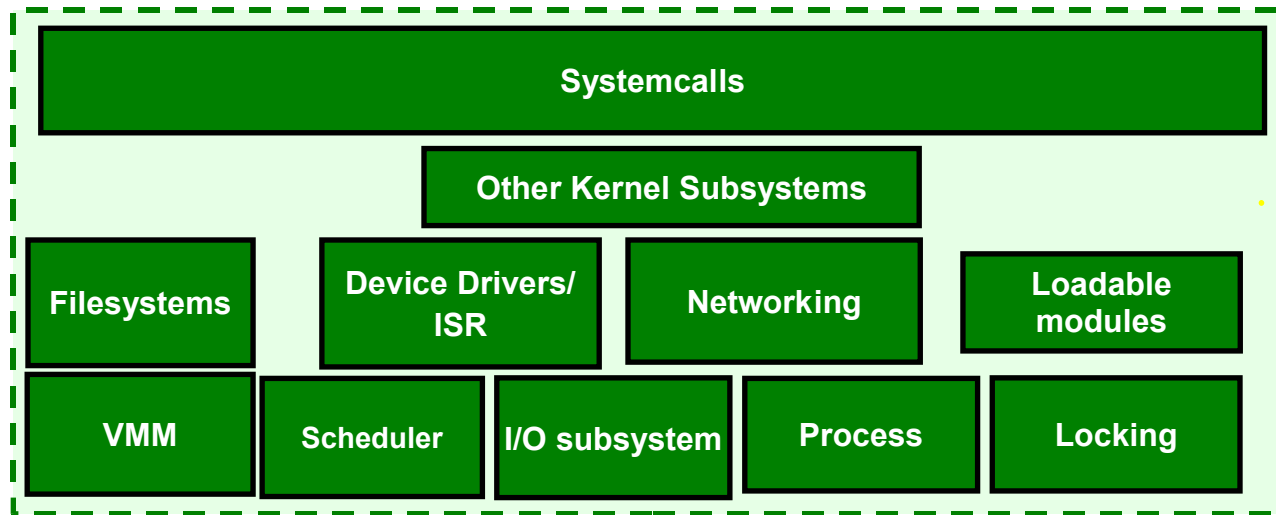 Systemcalls
Other Kernel Subsystems
Filesystems
Device Drivers/
ISR
Networking
Loadable
modules
VMM
Scheduler
I/O subsystem
Process
Locking